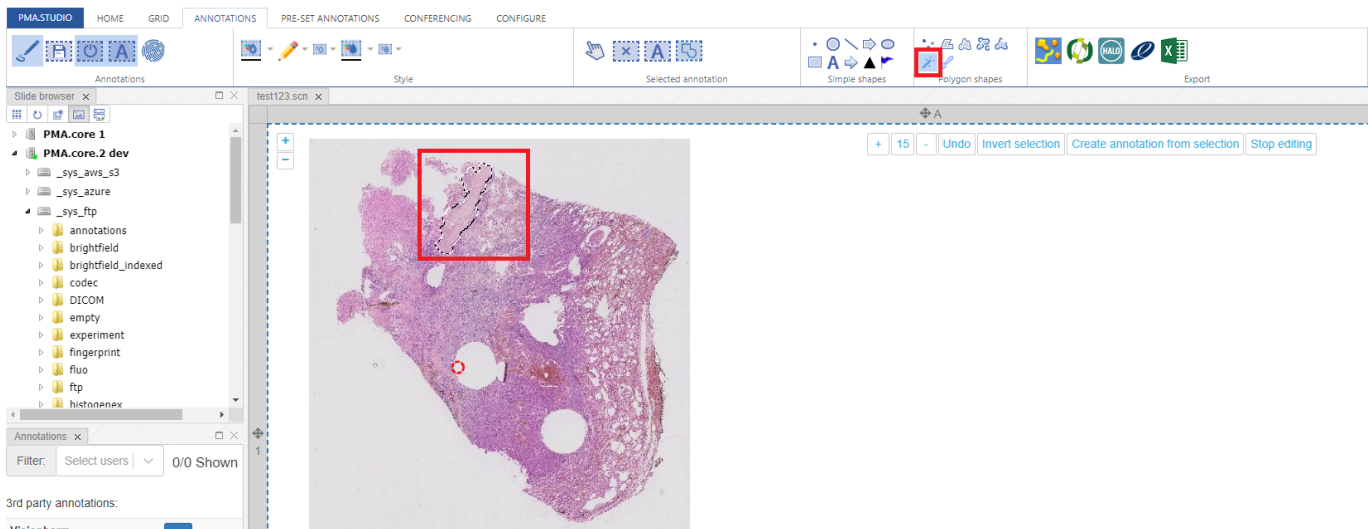 PMA.STUDIO HOME GRID ANNOTATIONS PRE-SET ANNOTATIONS CONFERENCING CONFIGURE
A
A
A
HALO
Annotations Style Selected annotation Simple shapes Polygon shapes Export
Slide browser x
test123.scn x
A
PMA.core 1
PMA.core.2 dev
_sys_aws_s3
_sys_azure
_sys_ftp
annotations
brightfield
brightfield_indexed
codec
DICOM
empty
experiment
fingerprint
fluo
ftp
histogenex
+
−
+ 15 - Undo Invert selection Create annotation from selection Stop editing
Annotations x
1
Filter: Select users 0/0 Shown
3rd party annotations: